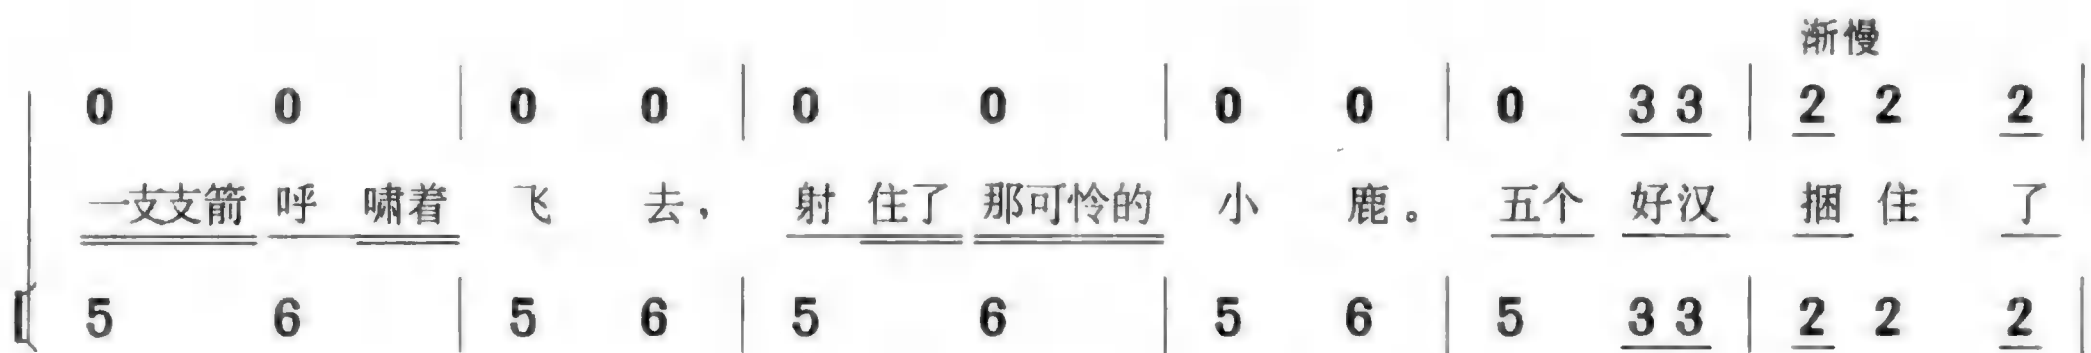 渐慢
0 0 | 0 0 | 0 0 | 0 0 | 0 3 3 | 2 2 2 |
一支支箭 呼 啸着 飞 去， 射 住了 那可怜的 小 鹿。 五个 好汉 捆 住 了
5 6 | 5 6 | 5 6 | 5 6 | 5 3 3 | 2 2 2 |